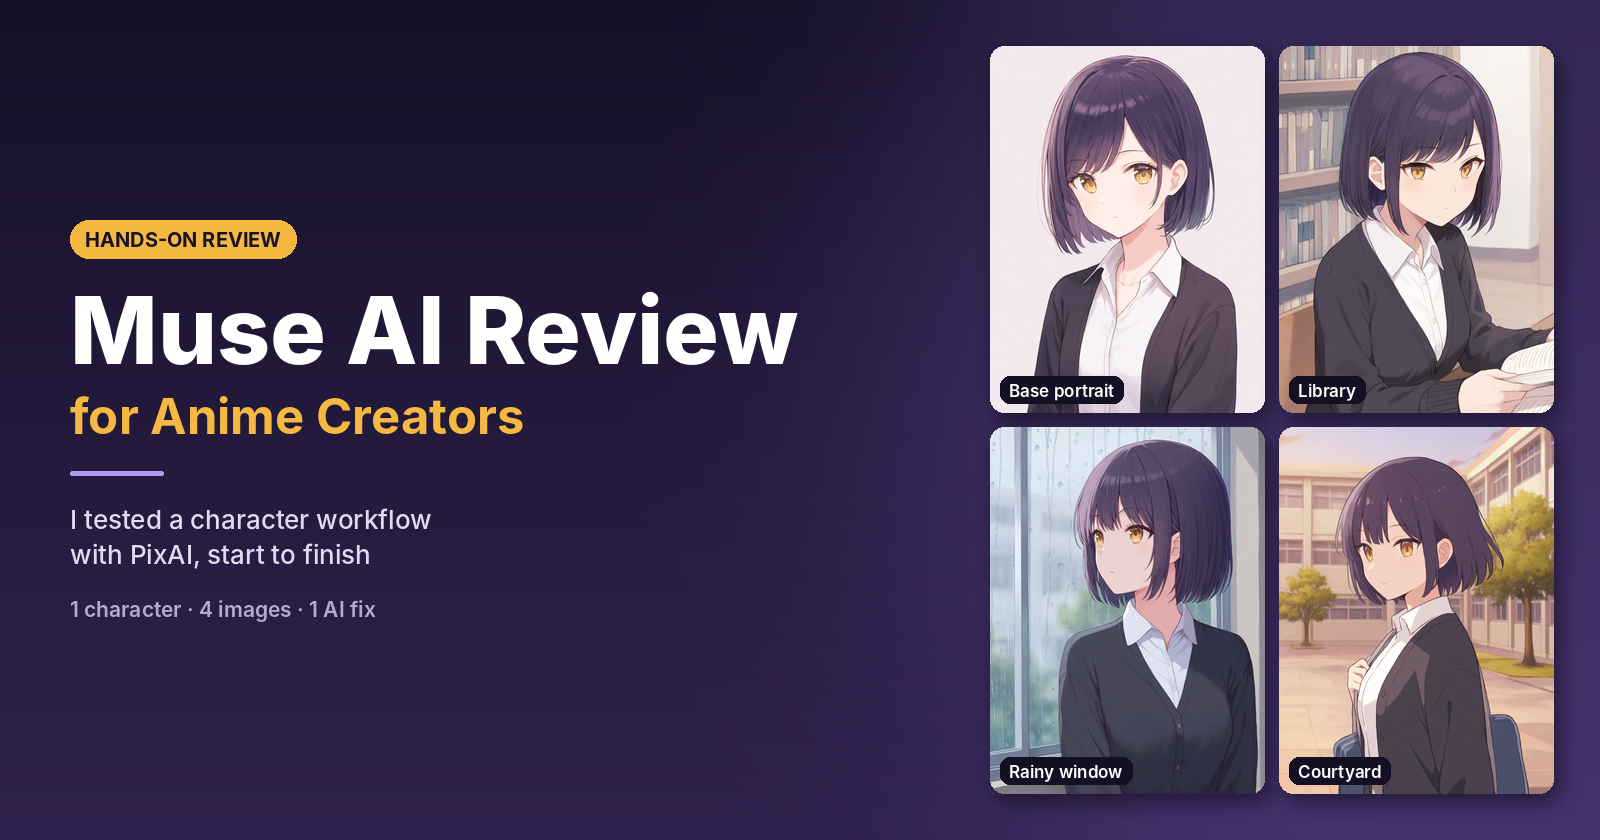 HANDS-ON REVIEW
Muse AI Review
for Anime Creators
I tested a character workflow
with PixAI, start to finish
1 character · 4 images · 1 AI fix
Base portrait
Library
Rainy window
Courtyard